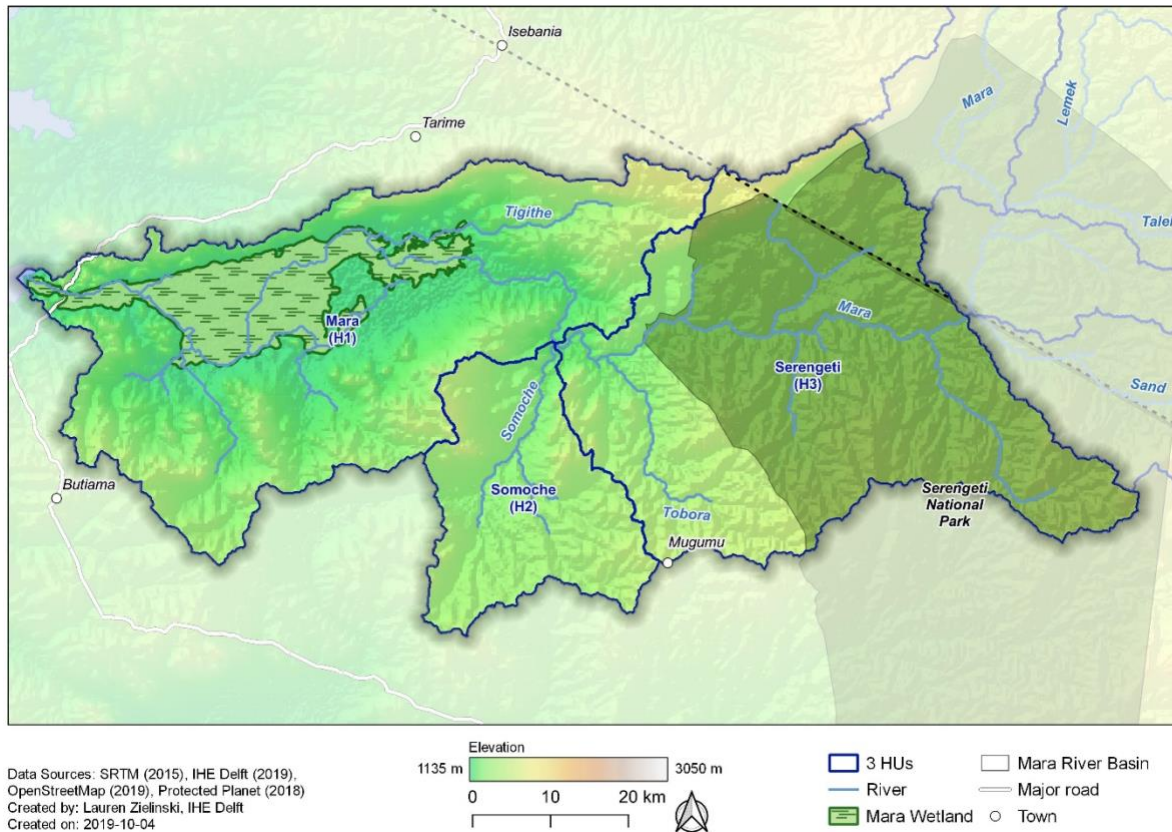 Isebania
Tarime
Mara
Lemek
Talek
Tigithe
Mara
(H1)
Mara
Serengeti
(H3)
Sand
Somoche
Butiama
Somoche
(H2)
Tobora
Serengeti
National
Park
Mugumu
Data Sources: SRTM (2015), IHE Delft (2019),
OpenStreetMap (2019), Protected Planet (2018)
Created by: Lauren Zielinski, IHE Delft
Created on: 2019-10-04
Elevation
1135 m 3050 m
0 10 20 km
3 HUs
River
Mara Wetland
Mara River Basin
Major road
Town